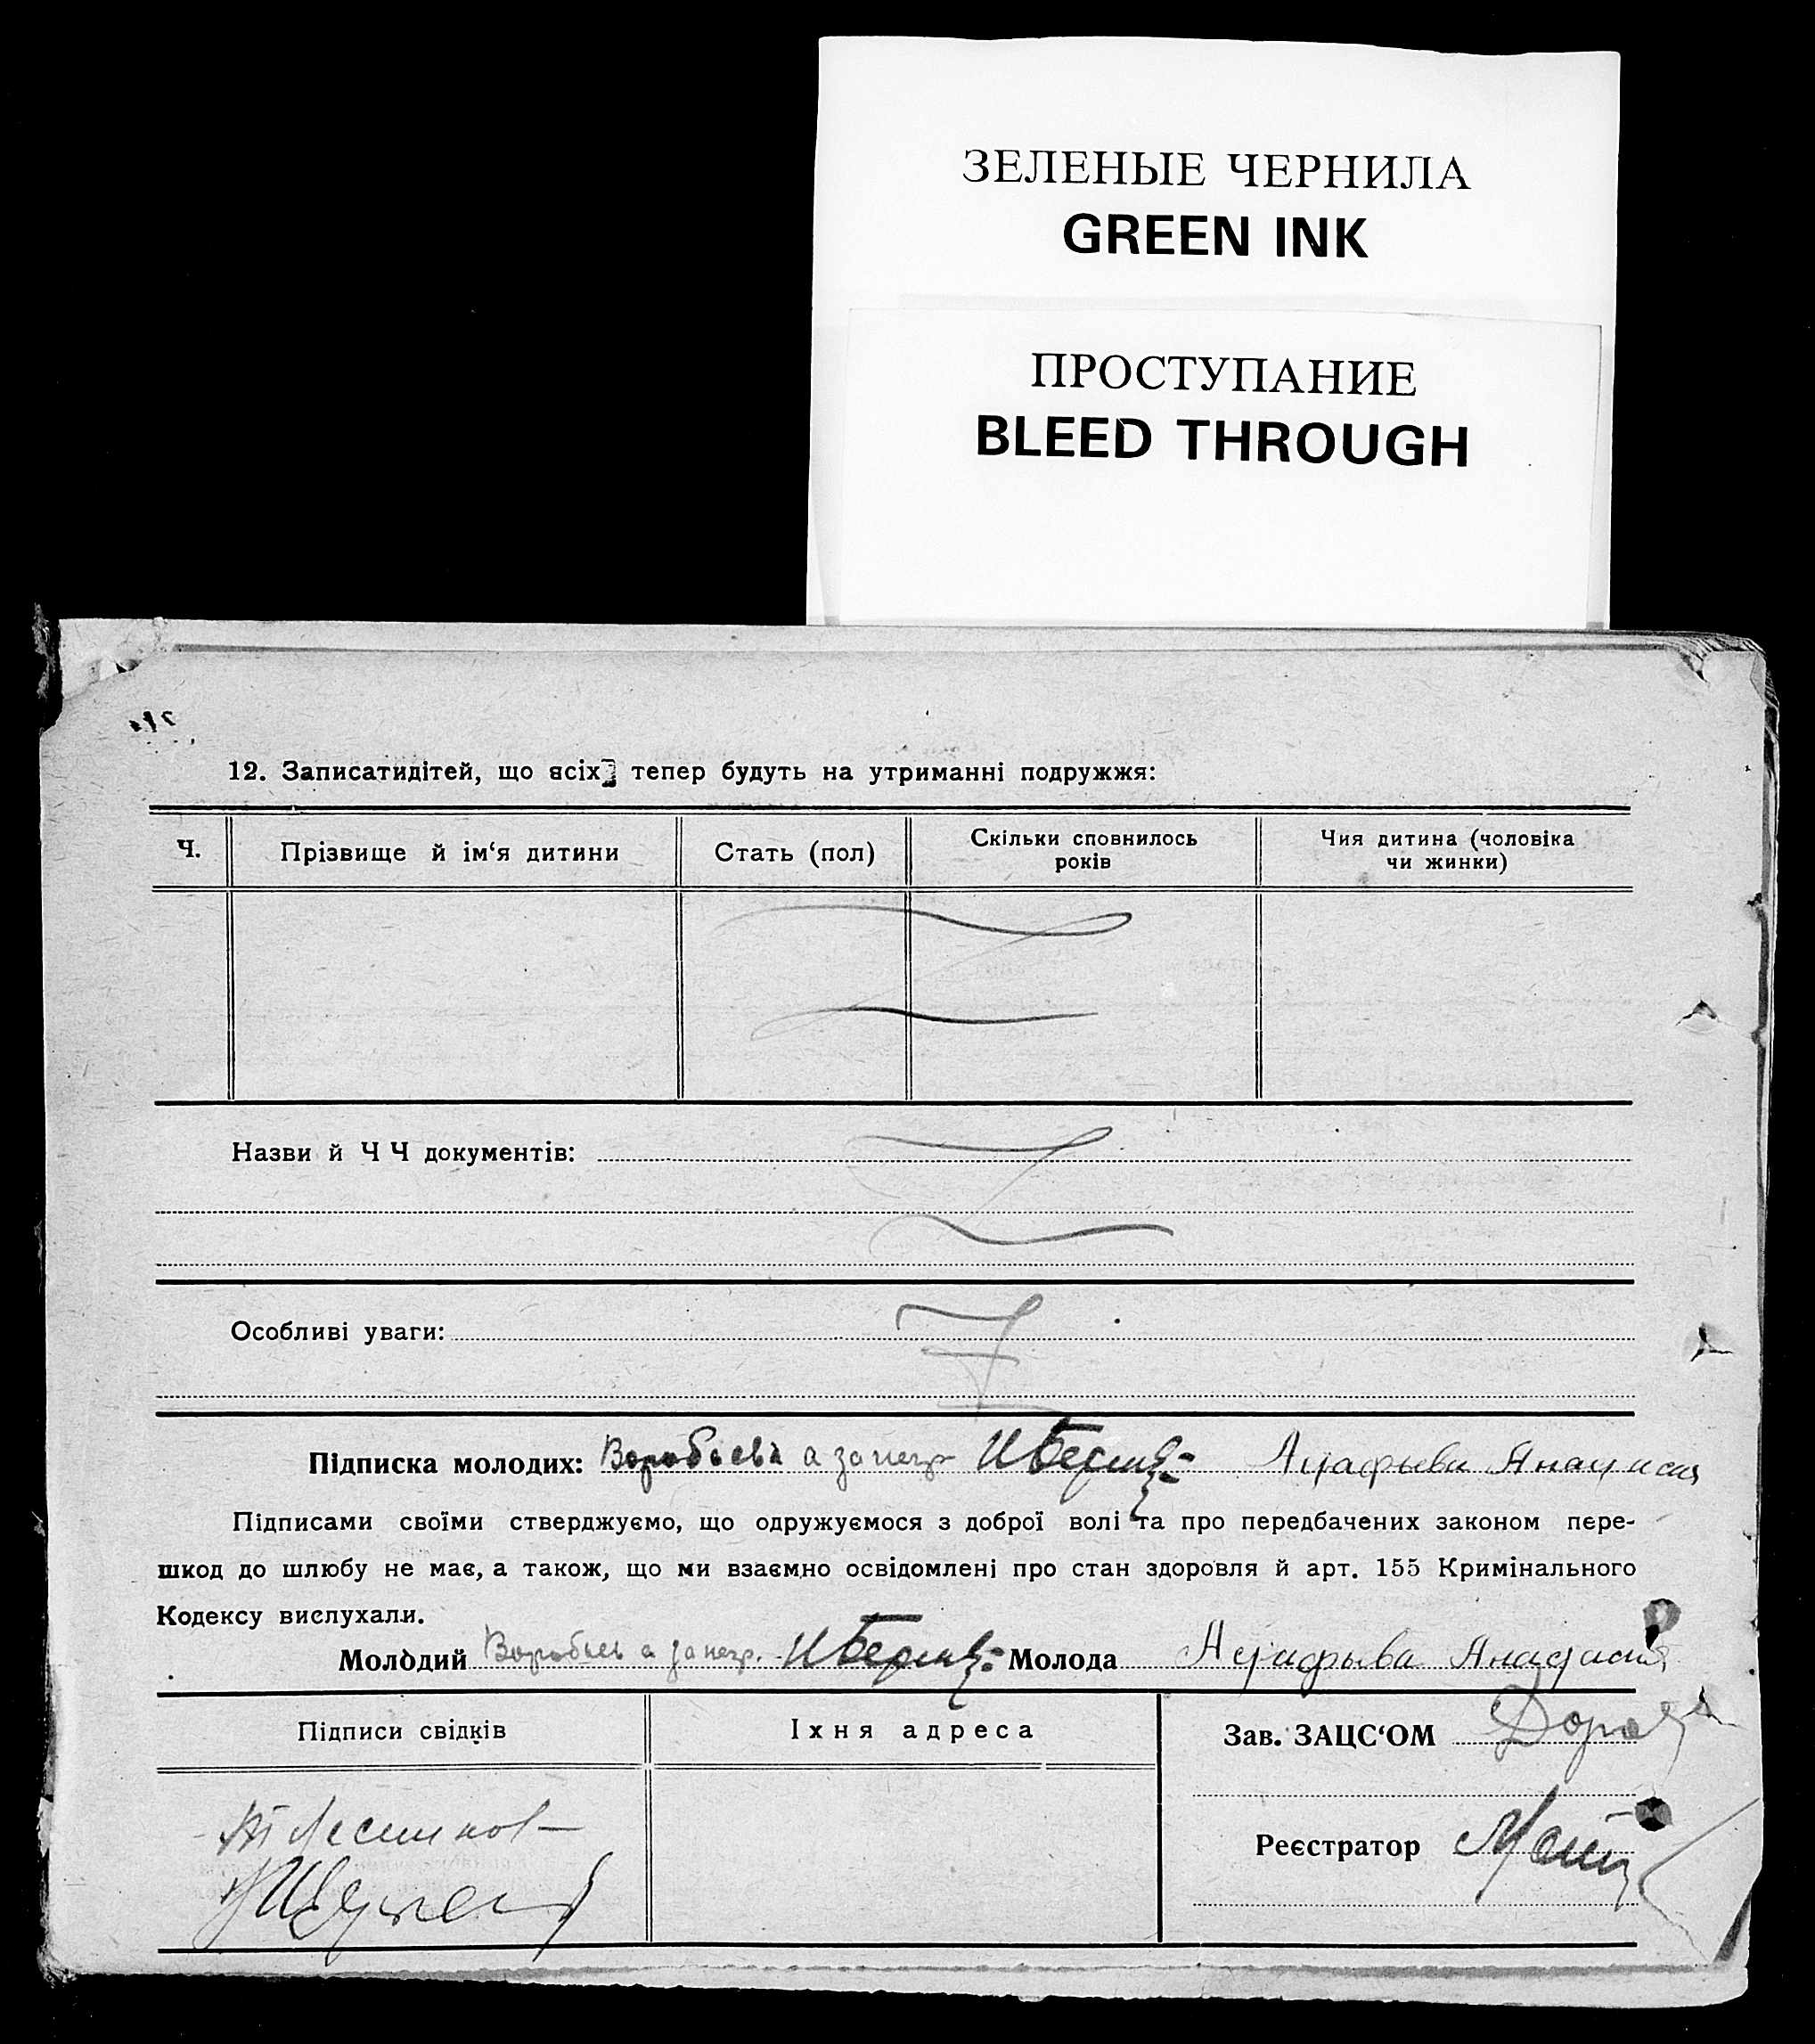 ЗЕЛЕНЫЕ ЧЕРНИЛА
GREEN INK
ПРОСТУПАНИЕ
BLEED THROUGH
12. Записатидітей, що всіх тепер будуть на утриманні подружжя:
Ч. Прізвище й ім‘я дитини Стать (пол) Скільки сповнилось років Чия дитина (чоловіка чи жинки)
Назви й Ч Ч документів:
Особливі уваги:
Підписка молодих: Воробьева а за негр
Підписами своїми стверджуємо, що одружуємося з доброї волі та про передбачених законом пере-
шкод до шлюбу не має, а також, що ми взаємно освідомлені про стан здоровля й арт. 155 Кримінального
Кодексу вислухали.
Молодий а за негр. Молода
Підписи свідків Іхня адреса Зав. ЗАЦС‘ОМ
Реєстратор